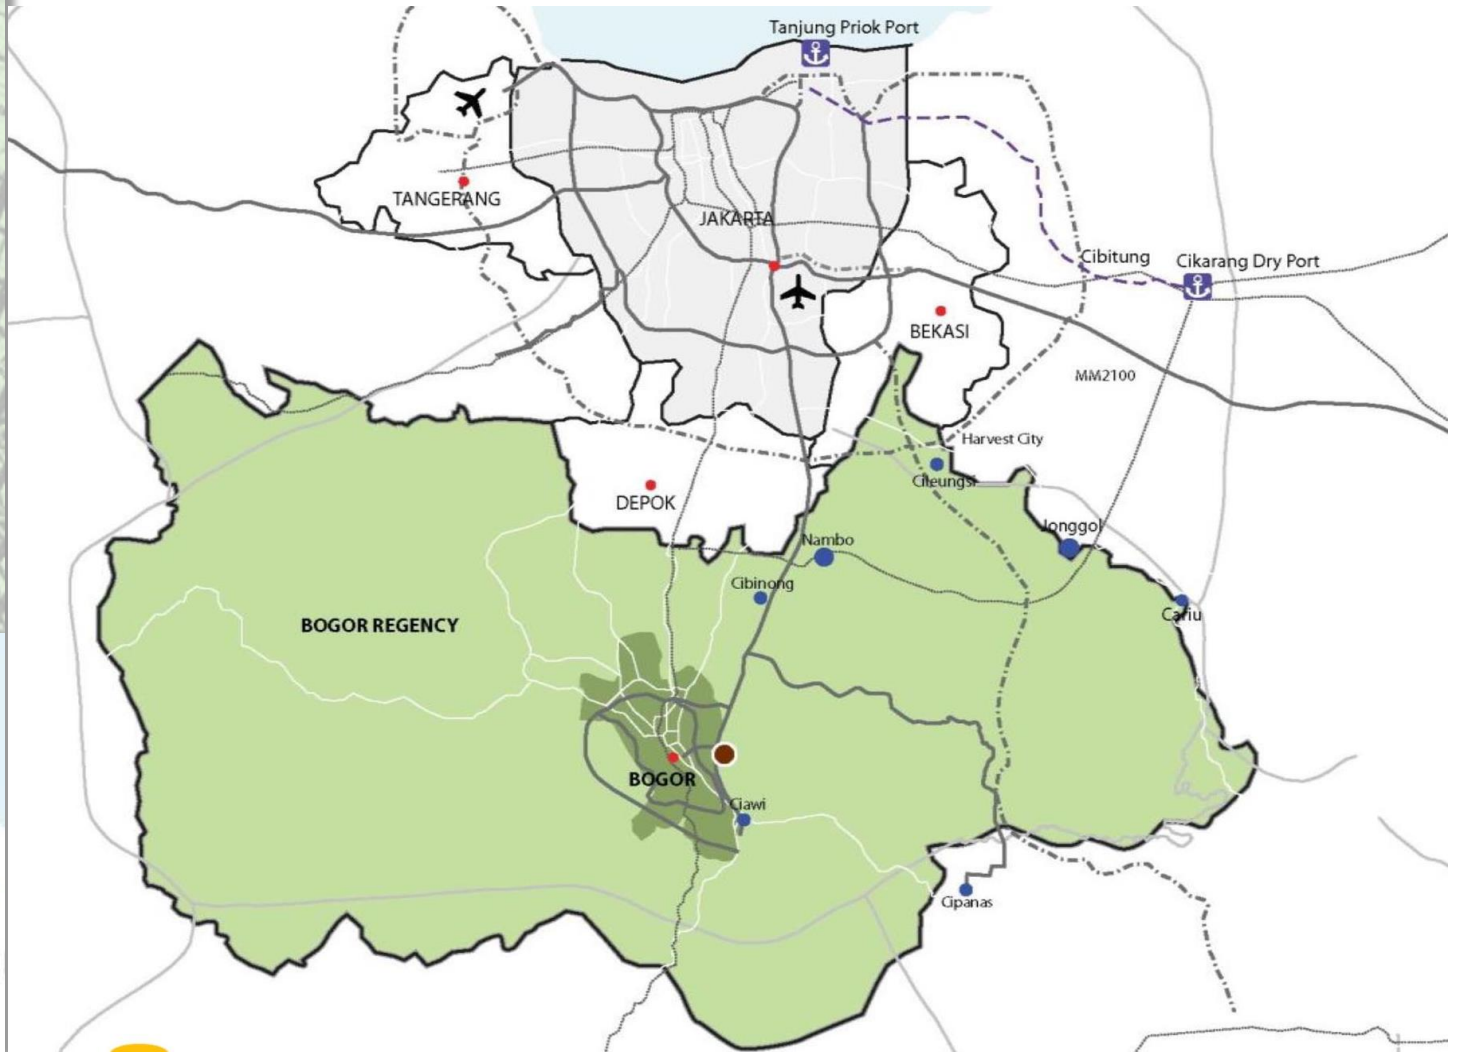 Tanjung Priok Port
TANGERANG
JAKARTA
Cibitung
Cikarang Dry Port
BEKASI
MM2100
Harvest City
Cileungsi
DEPOK
Jonggol
Nambo
Cibinong
Cariu
BOGOR REGENCY
BOGOR
Ciawi
Cipanas